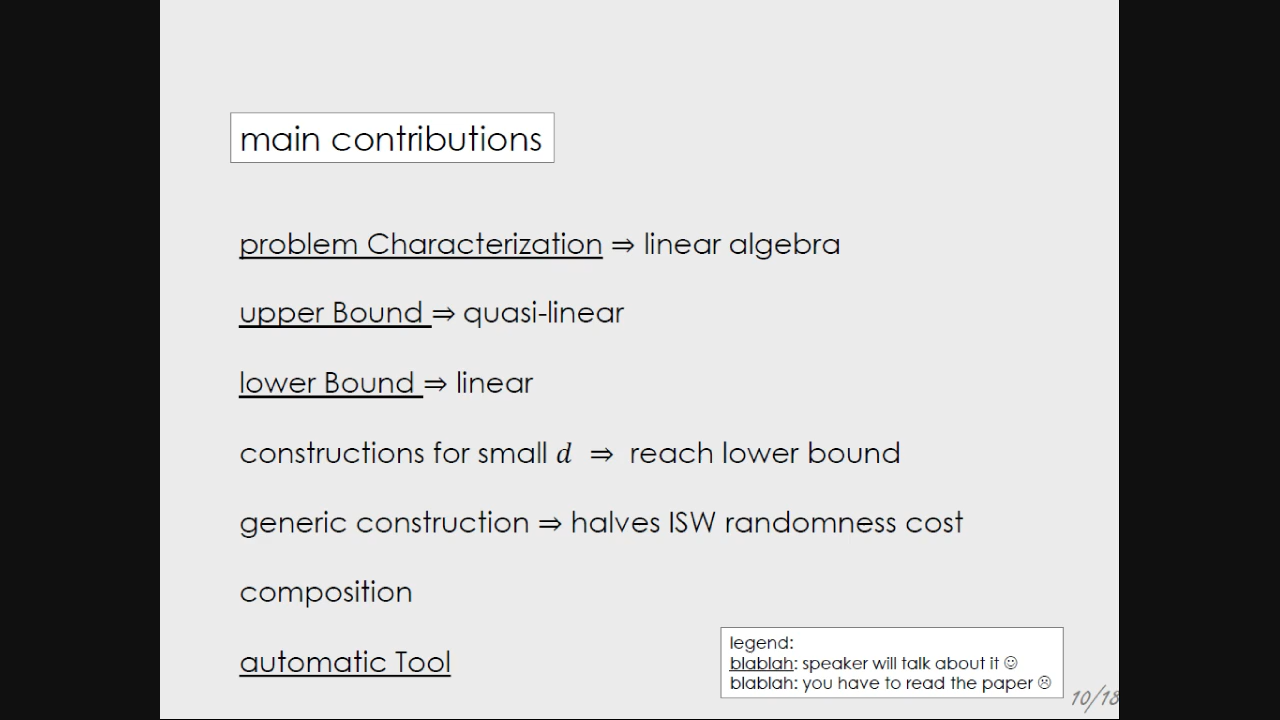 main contributions
problem Characterization ⇒ linear algebra
upper Bound ⇒ quasi-linear
lower Bound ⇒ linear
constructions for small d ⇒ reach lower bound
generic construction ⇒ halves ISW randomness cost
composition
automatic Tool
legend:
blablah: speaker will talk about it ☺
blablah: you have to read the paper ☹
10/18